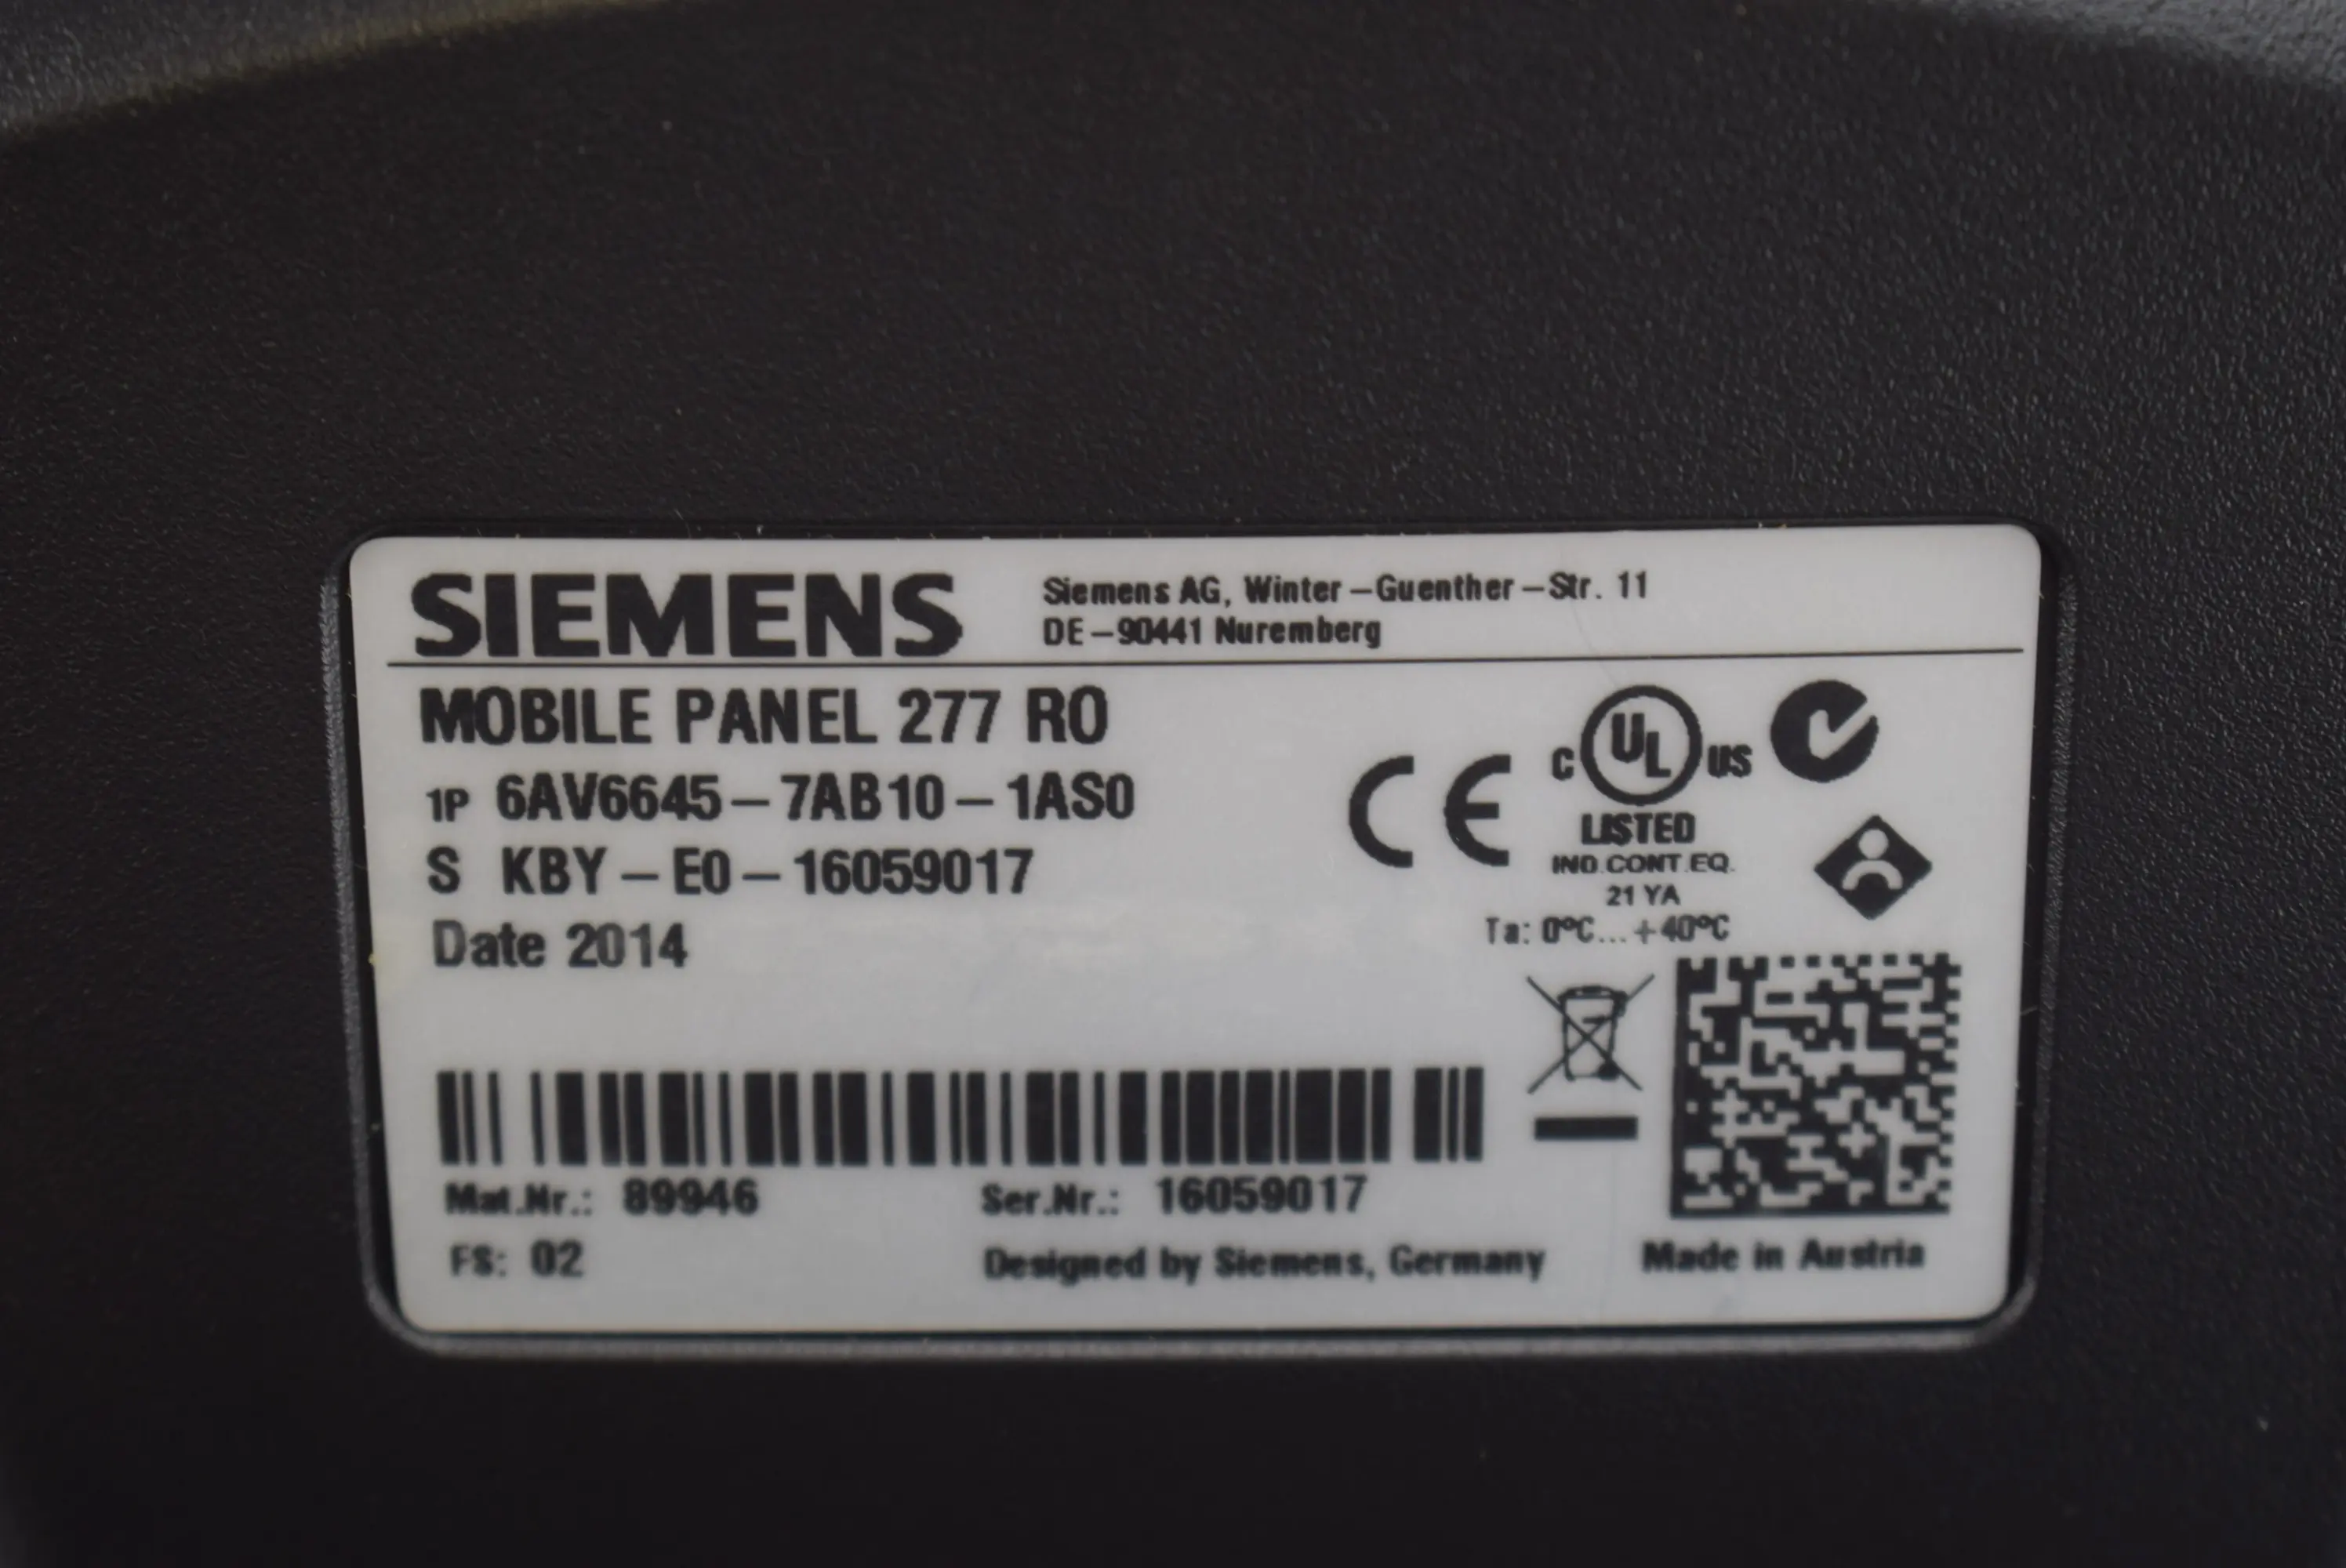 SIEMENS
Siemens AG, Winter-Guenther-Str. 11
DE-90441 Nuremberg
MOBILE PANEL 277 RO
1P 6AV6645-7AB10-1AS0
S KBY-E0-16059017
Date 2014
CE
C UL US
LISTED
IND.CONT.EQ.
21 YA
Ta: 0°C...+40°C
Mat.Nr.: 89946
Ser.Nr.: 16059017
FS: 02
Designed by Siemens, Germany
Made in Austria